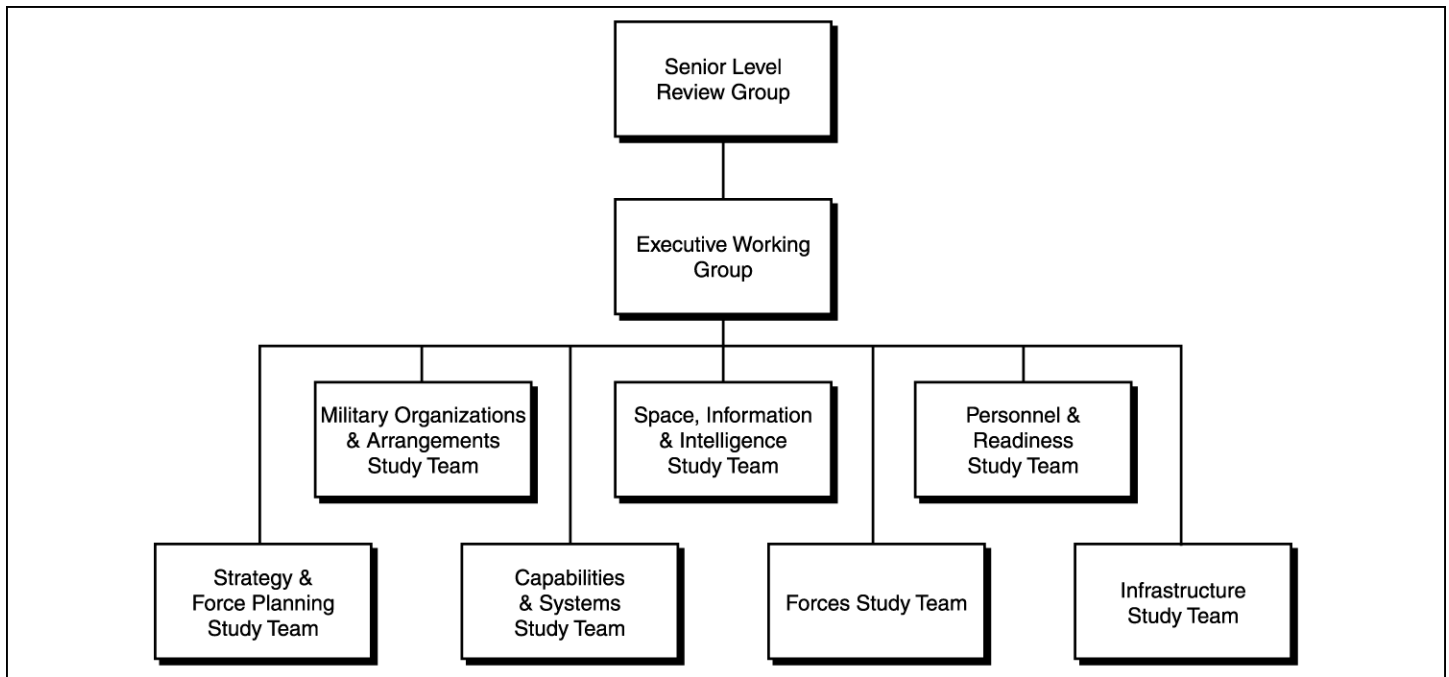 Senior Level
Review Group
Executive Working
Group
Military Organizations
& Arrangements
Study Team
Space, Information
& Intelligence
Study Team
Personnel &
Readiness
Study Team
Strategy &
Force Planning
Study Team
Capabilities
& Systems
Study Team
Forces Study Team
Infrastructure
Study Team